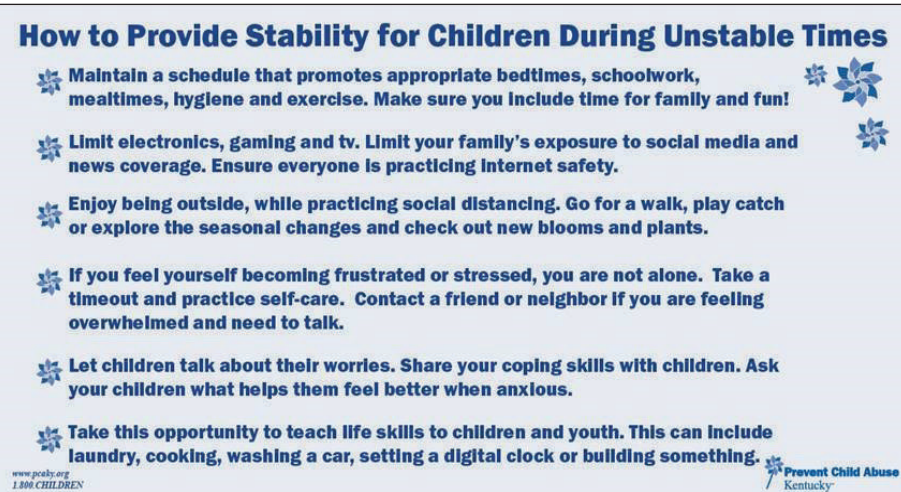 How to Provide Stability for Children During Unstable Times
Maintain a schedule that promotes appropriate bedtimes, schoolwork,
mealtimes, hygiene and exercise. Make sure you include time for family and fun!
Limit electronics, gaming and tv. Limit your family's exposure to social media and
news coverage. Ensure everyone is practicing internet safety.
Enjoy being outside, while practicing social distancing. Go for a walk, play catch
or explore the seasonal changes and check out new blooms and plants.
If you feel yourself becoming frustrated or stressed, you are not alone. Take a
timeout and practice self-care. Contact a friend or neighbor if you are feeling
overwhelmed and need to talk.
Let children talk about their worries. Share your coping skills with children. Ask
your children what helps them feel better when anxious.
Take this opportunity to teach life skills to children and youth. This can include
laundry, cooking, washing a car, setting a digital clock or building something.
www.pcaky.org
1.800.CHILDREN
Prevent Child Abuse
Kentucky